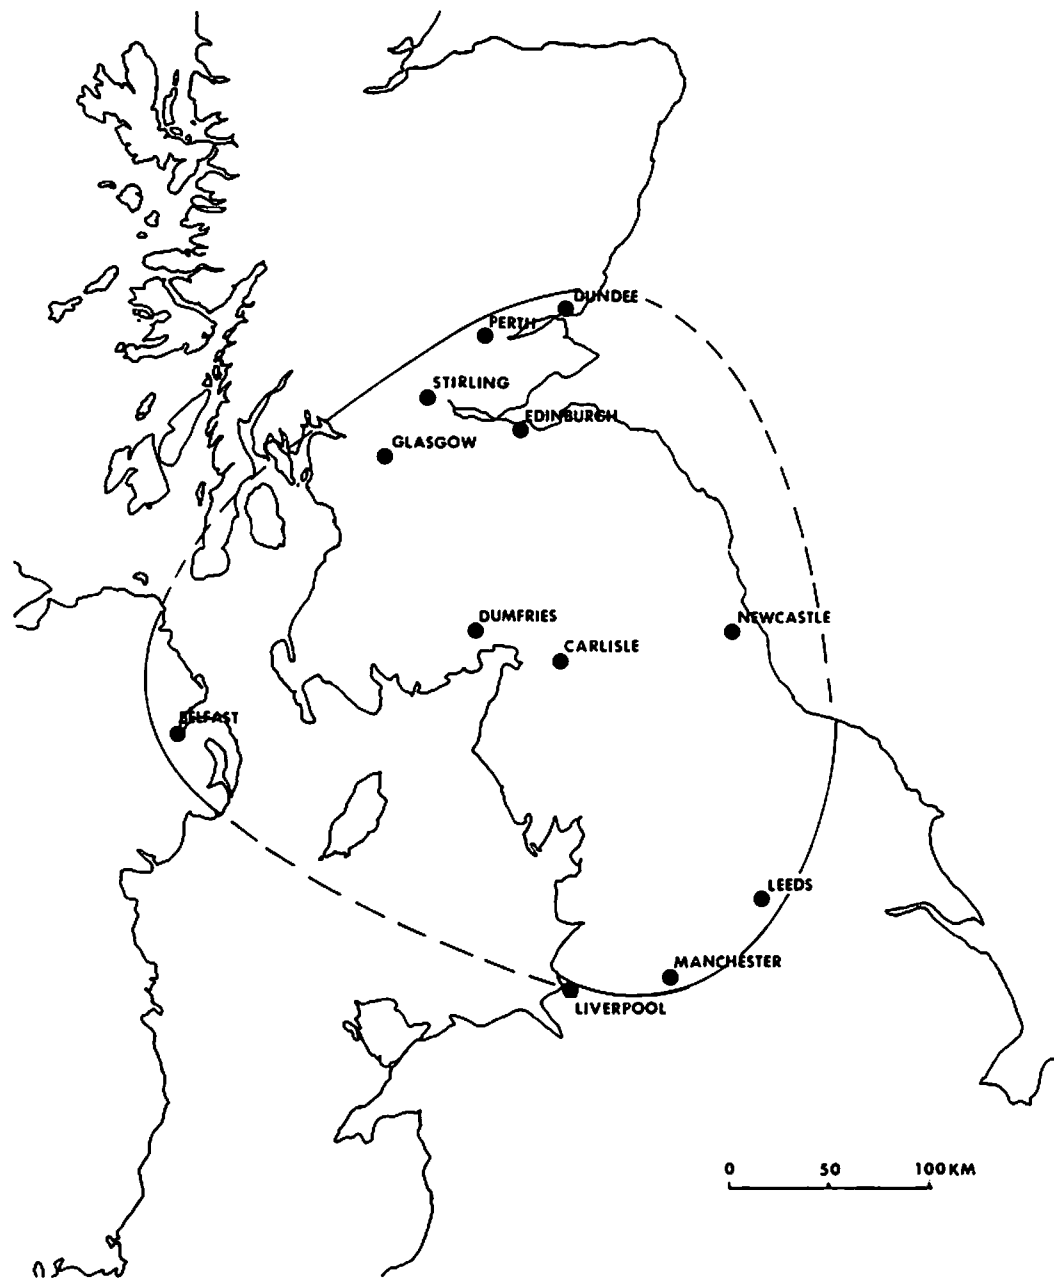 DUNDEE
PERTH
STIRLING
EDINBURGH
GLASGOW
DUMFRIES
NEWCASTLE
CARLISLE
BELFAST
LEEDS
MANCHESTER
LIVERPOOL
0 50 100 KM